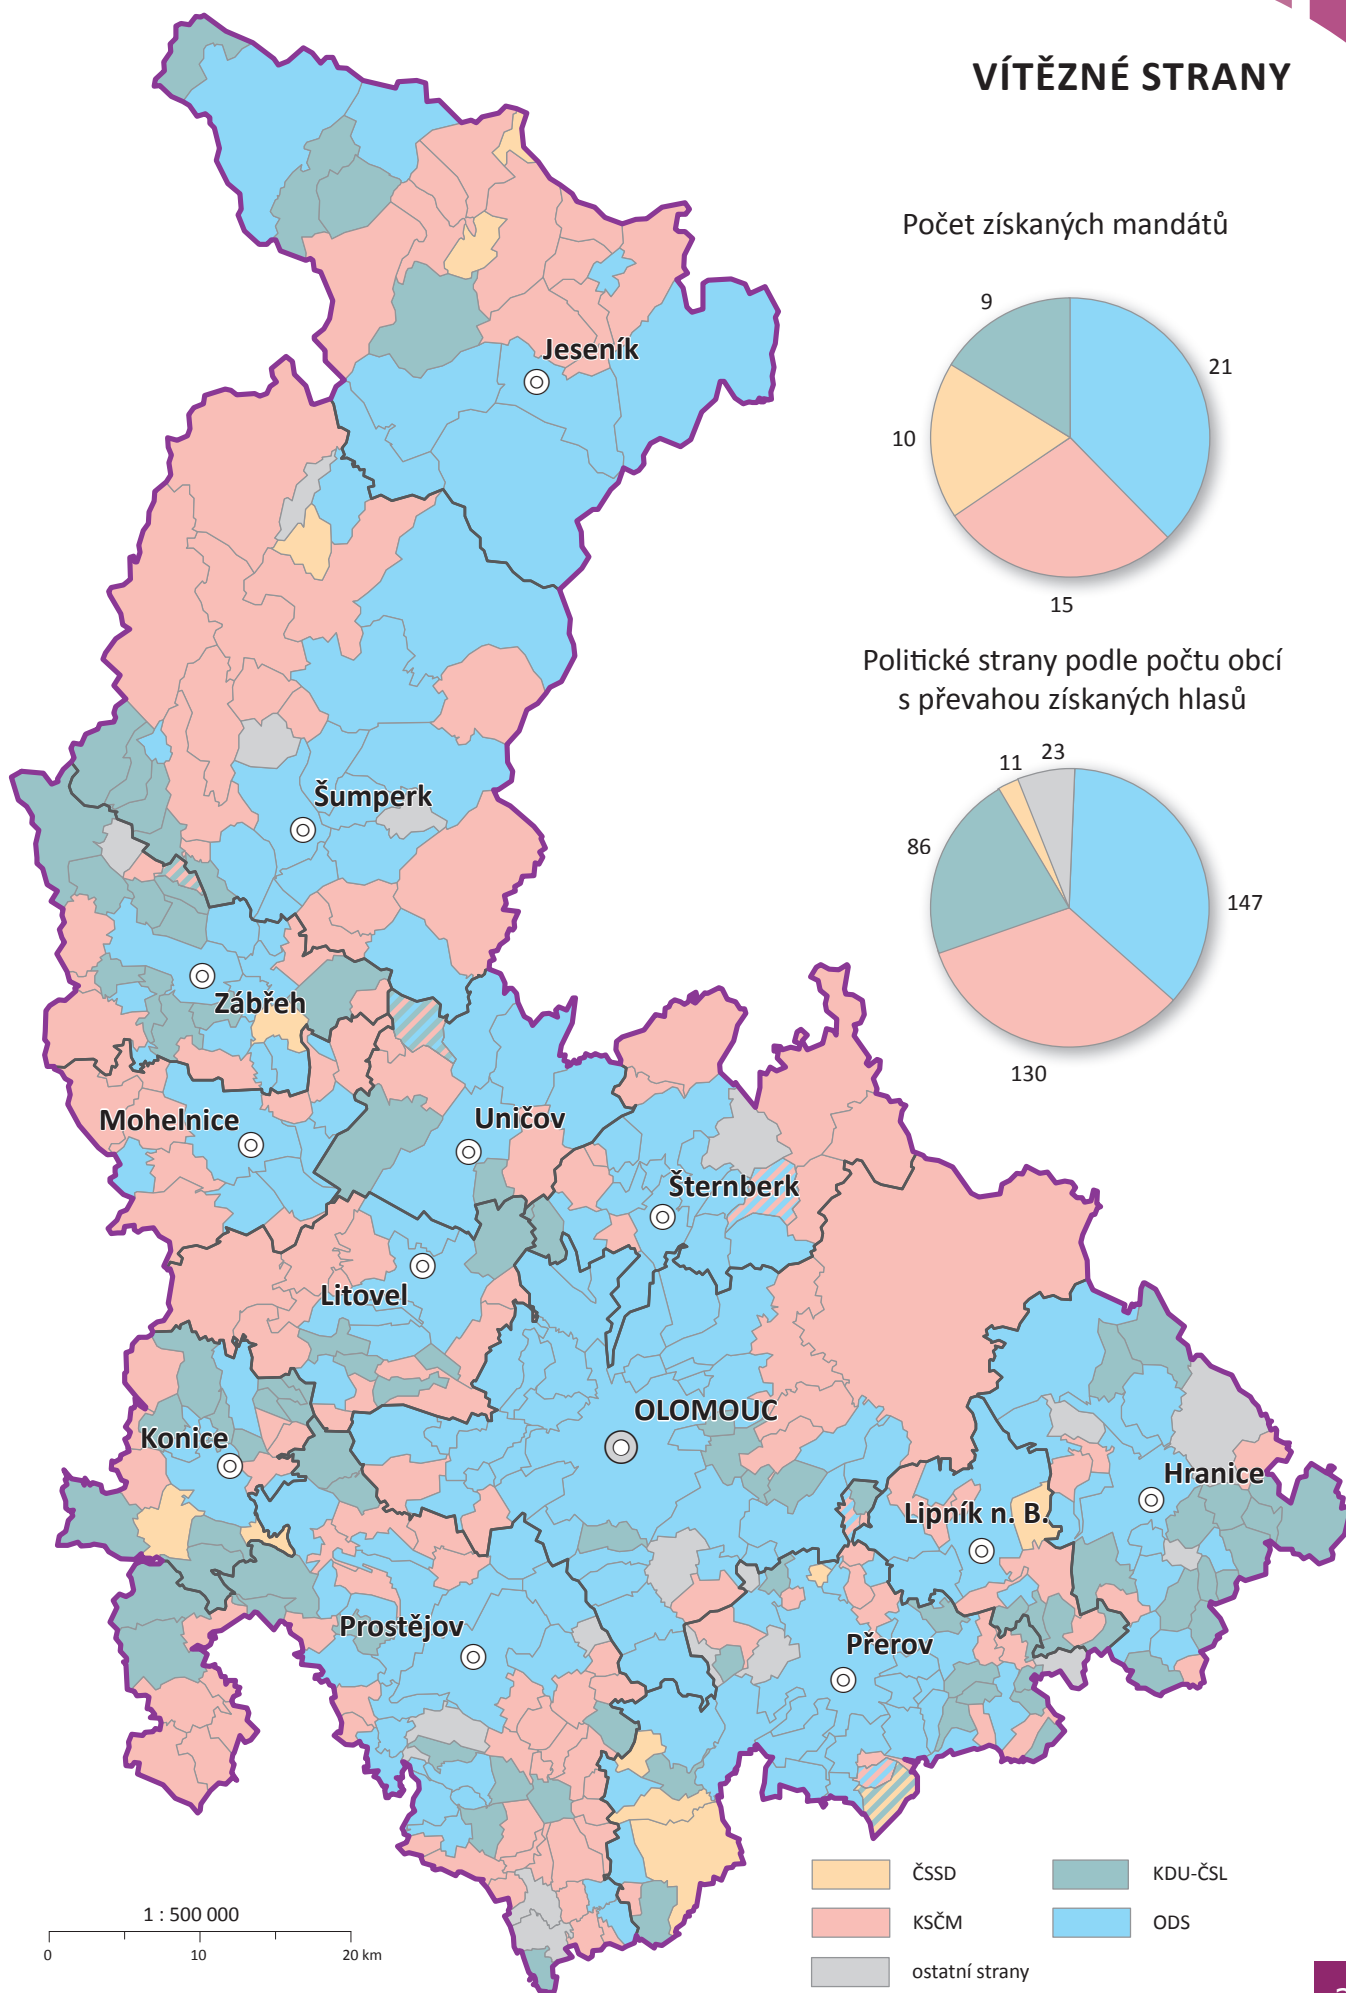 VÍTĚZNÉ STRANY
Počet získaných mandátů
9
21
10
15
Politické strany podle počtu obcí
s převahou získaných hlasů
11
23
86
147
130
Jeseník
Šumperk
Zábřeh
Mohelnice
Uničov
Šternberk
Litovel
OLOMOUC
Konice
Hranice
Lipník n. B.
Prostějov
Přerov
ČSSD
KDU-ČSL
KSČM
ODS
ostatní strany
1 : 500 000
0
10
20 km